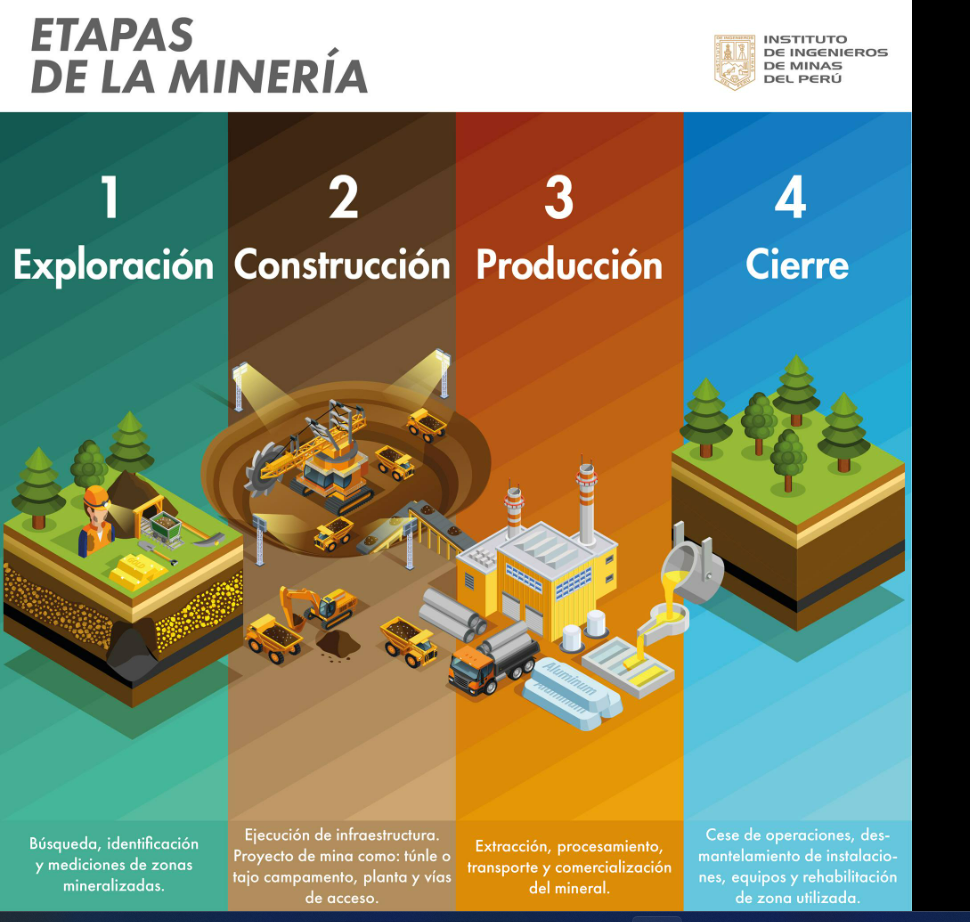 ETAPAS
DE LA MINERÍA
INSTITUTO
DE INGENIEROS
DE MINAS
DEL PERÚ
1
Exploración
2
Construcción
3
Producción
4
Cierre
Aluminum
Búsqueda, identificación
y mediciones de zonas
mineralizadas.
Ejecución de infraestructura.
Proyecto de mina como: túnle o
tajo campamento, planta y vías
de acceso.
Extracción, procesamiento,
transporte y comercialización
del mineral.
Cese de operaciones, des-
mantelamiento de instalacio-
nes, equipos y rehabilitación
de zona utilizada.